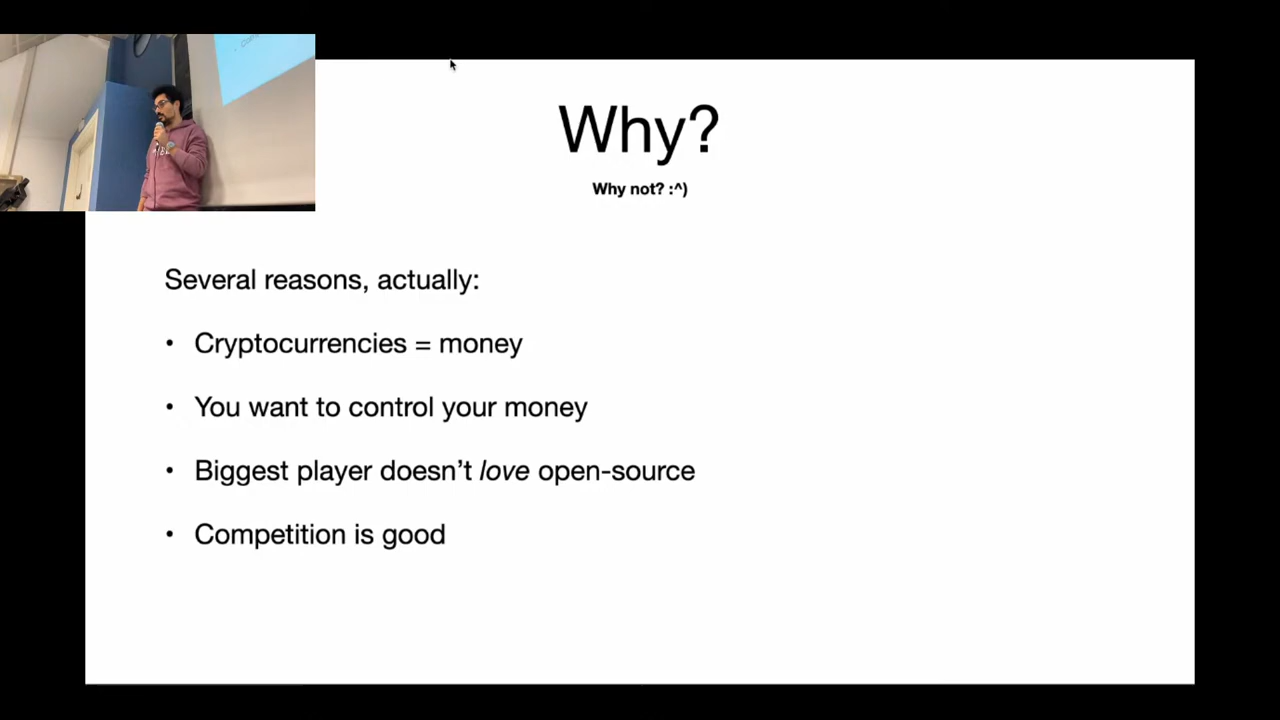 Why?
Why not? :^)
Several reasons, actually:
• Cryptocurrencies = money
• You want to control your money
• Biggest player doesn't love open-source
• Competition is good